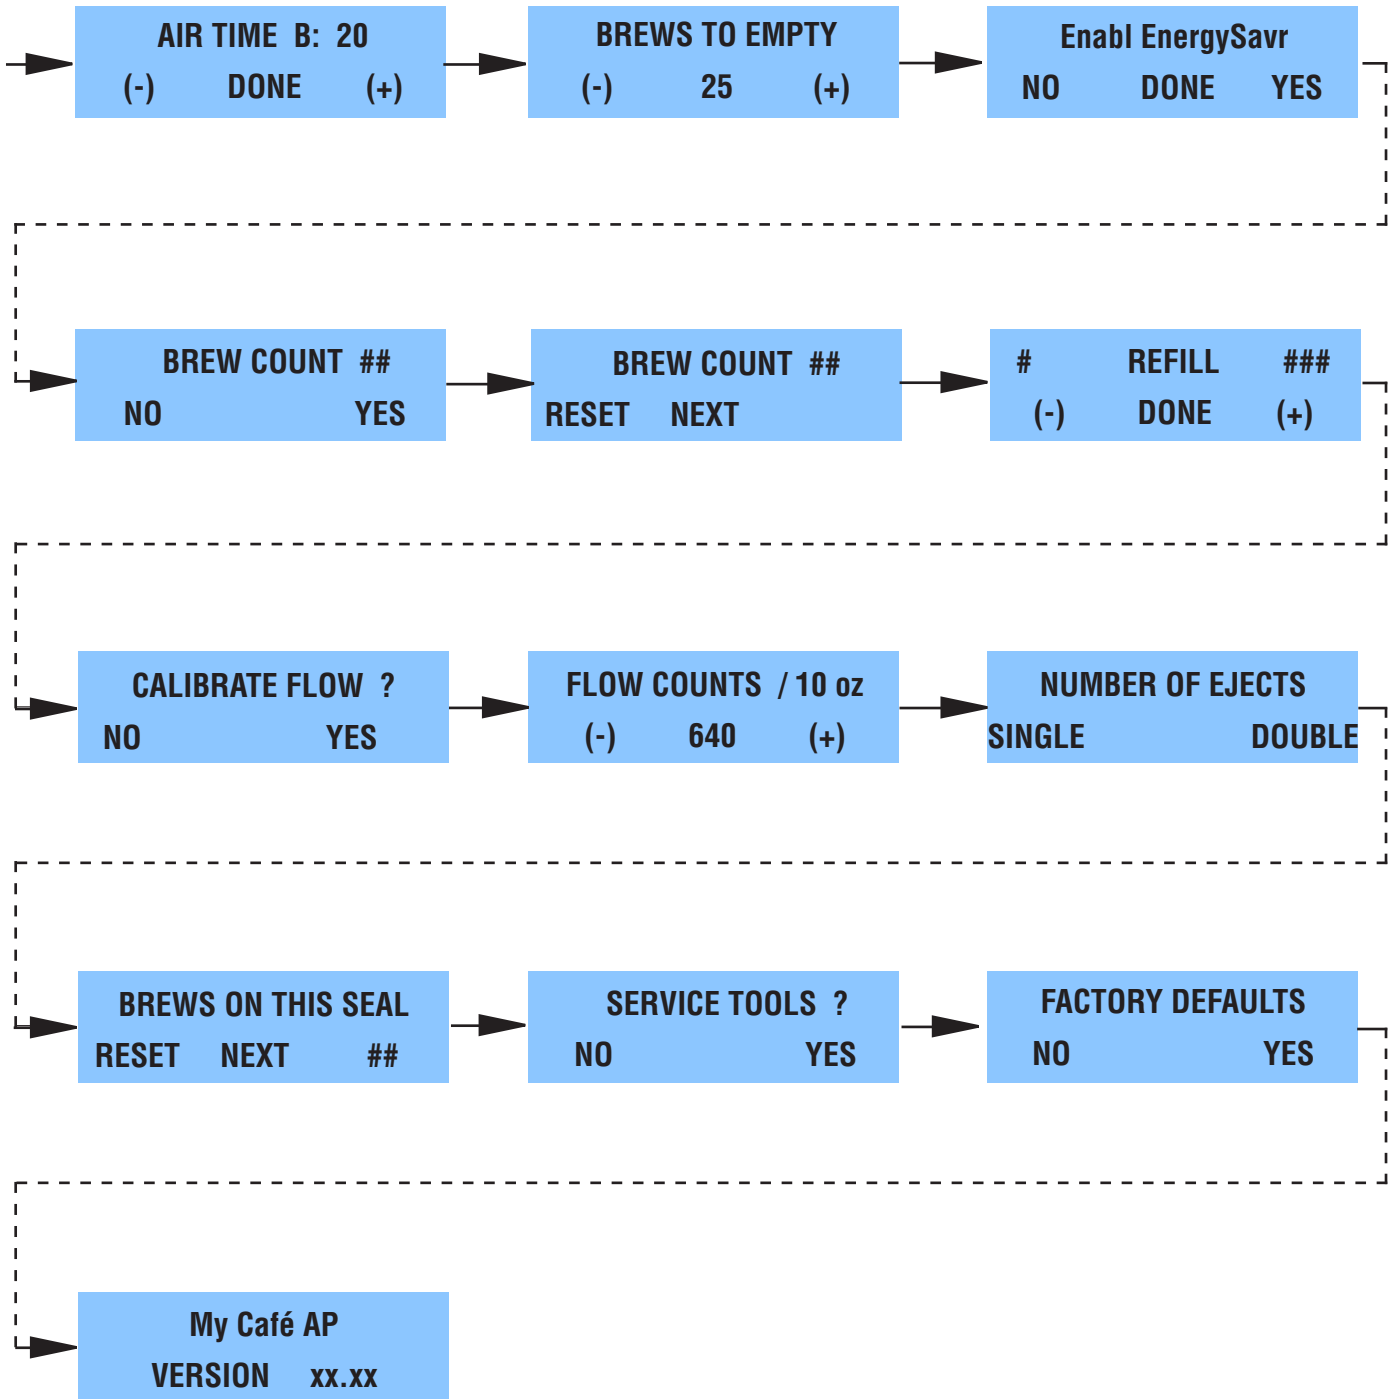 AIR TIME B: 20
(-) DONE (+)
BREWS TO EMPTY
(-) 25 (+)
Enabl EnergySavr
NO DONE YES
BREW COUNT ##
NO YES
BREW COUNT ##
RESET NEXT
# REFILL ###
(-) DONE (+)
CALIBRATE FLOW ?
NO YES
FLOW COUNTS / 10 oz
(-) 640 (+)
NUMBER OF EJECTS
SINGLE DOUBLE
BREWS ON THIS SEAL
RESET NEXT ##
SERVICE TOOLS ?
NO YES
FACTORY DEFAULTS
NO YES
My Café AP
VERSION xx.xx